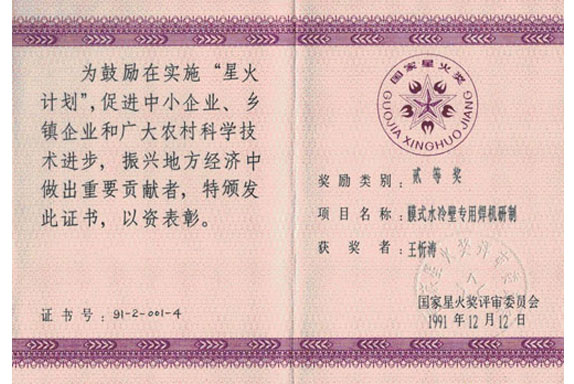 为鼓励在实施“星火
计划”,促进中小企业、乡
镇企业和广大农村科学技
术进步，振兴地方经济中
做出重要贡献者，特颁发
此证书，以资表彰。
证书号：91-2-001-4
国家星火奖
GUOJIA XINGHUO JIANG
奖励类别：贰等奖
项目名称：膜式水冷壁专用焊机研制
获奖者：王忻涛
国家星火奖评审委员会
1991年12月12日